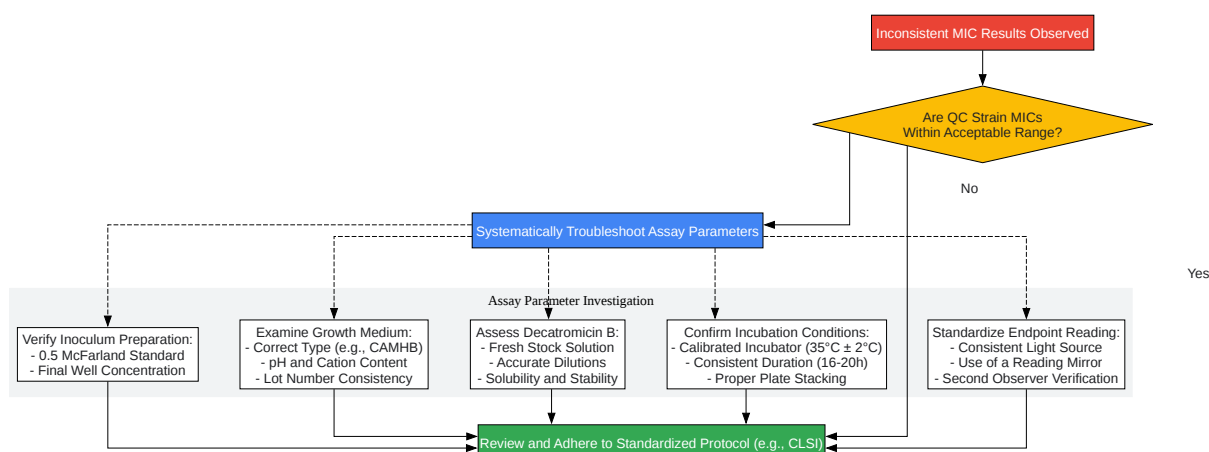 Inconsistent MIC Results Observed
Are QC Strain MICs
Within Acceptable Range?
No
Systematically Troubleshoot Assay Parameters
Yes
Assay Parameter Investigation
Verify Inoculum Preparation:
- 0.5 McFarland Standard
- Final Well Concentration
Examine Growth Medium:
- Correct Type (e.g., CAMHB)
- pH and Cation Content
- Lot Number Consistency
Assess Decatromicin B:
- Fresh Stock Solution
- Accurate Dilutions
- Solubility and Stability
Confirm Incubation Conditions:
- Calibrated Incubator (35°C ± 2°C)
- Consistent Duration (16-20h)
- Proper Plate Stacking
Standardize Endpoint Reading:
- Consistent Light Source
- Use of a Reading Mirror
- Second Observer Verification
Review and Adhere to Standardized Protocol (e.g., CLSI)